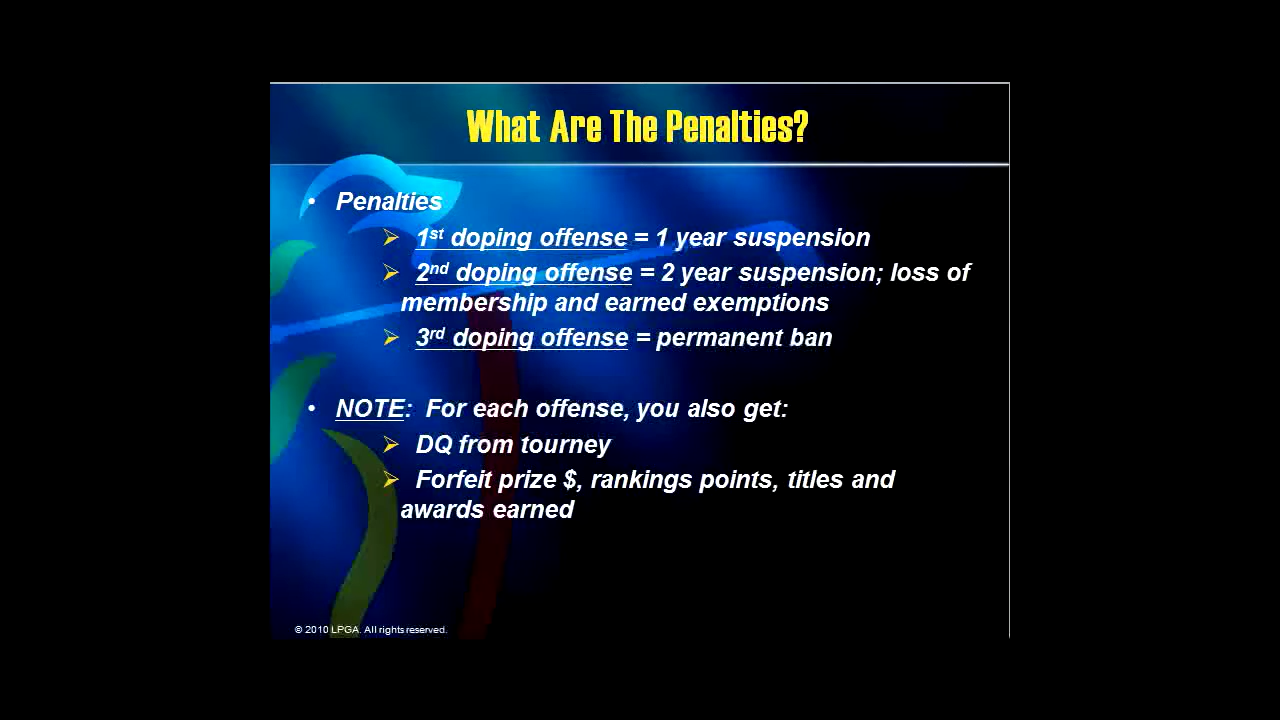 What Are The Penalties?
• Penalties
➢ 1st doping offense = 1 year suspension
➢ 2nd doping offense = 2 year suspension; loss of
membership and earned exemptions
➢ 3rd doping offense = permanent ban
• NOTE: For each offense, you also get:
➢ DQ from tourney
➢ Forfeit prize $, rankings points, titles and
awards earned
© 2010 LPGA. All rights reserved.